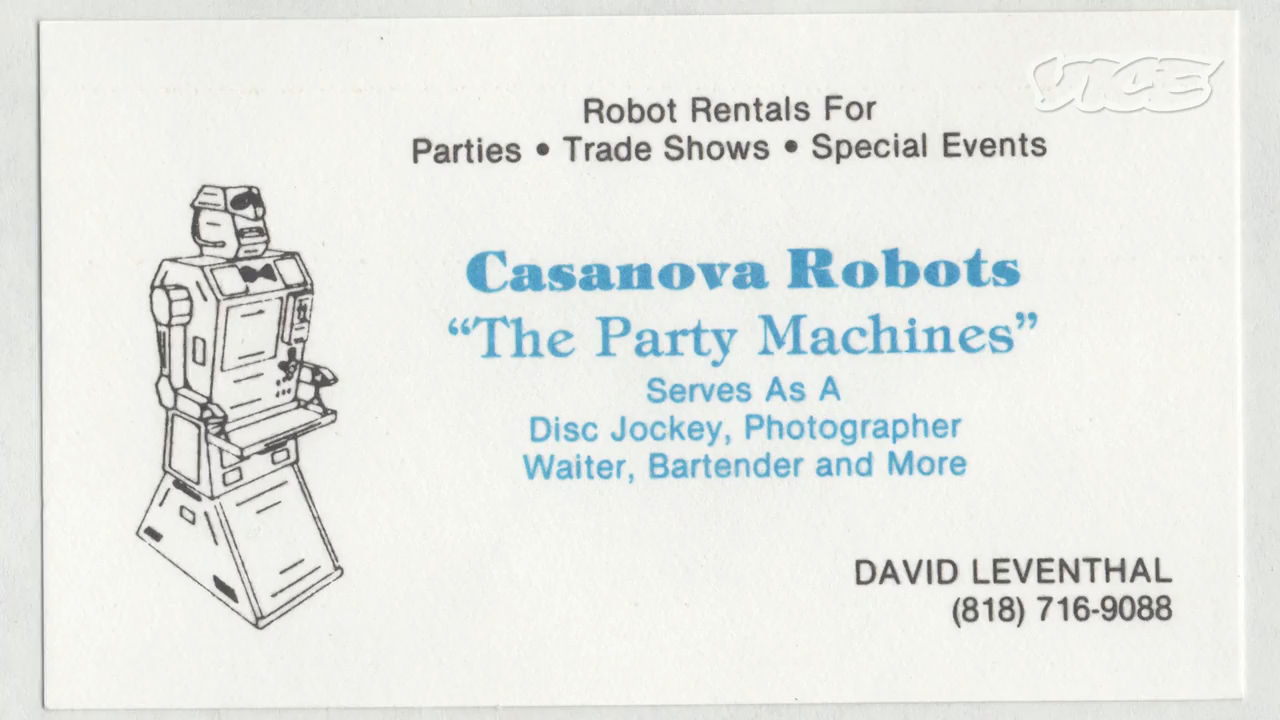 VICE
Robot Rentals For
Parties • Trade Shows • Special Events
Casanova Robots
“The Party Machines”
Serves As A
Disc Jockey, Photographer
Waiter, Bartender and More
DAVID LEVENTHAL
(818) 716-9088